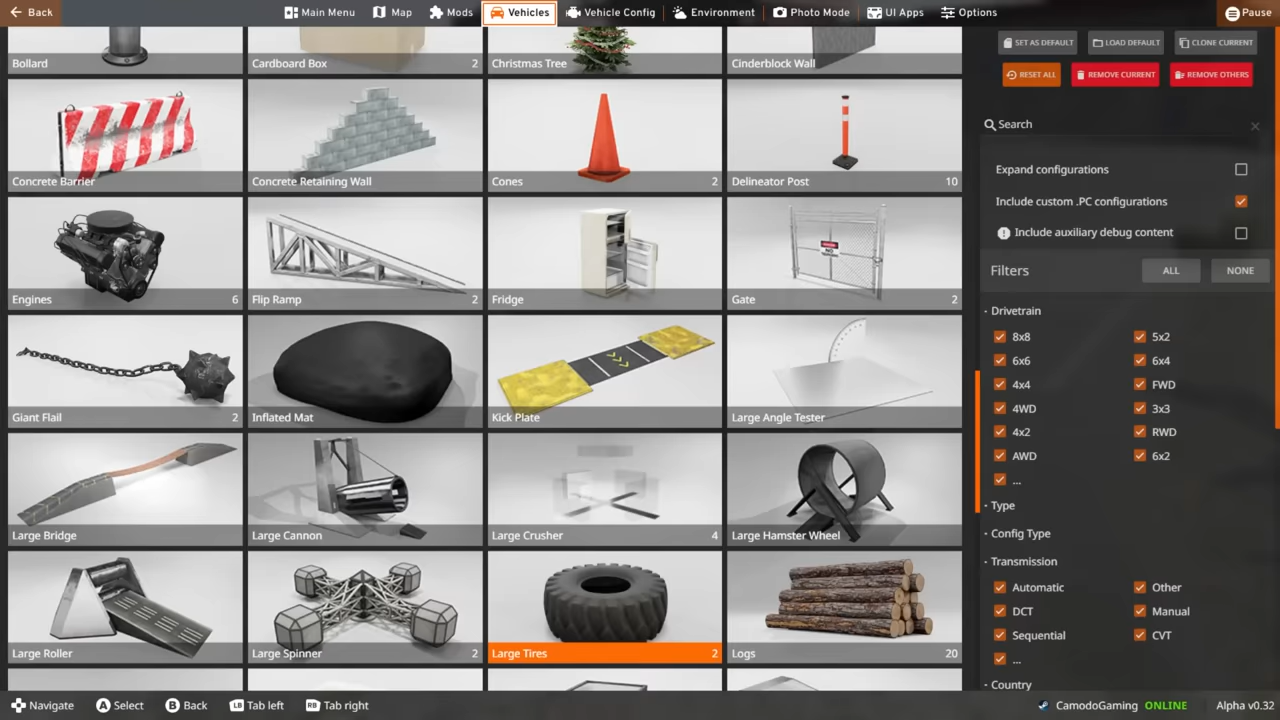 Back
Main Menu
Map
Mods
Vehicles
Vehicle Config
Environment
Photo Mode
UI Apps
Options
Pause
Bollard
Cardboard Box 2
Christmas Tree
Cinderblock Wall
SET AS DEFAULT
LOAD DEFAULT
CLONE CURRENT
RESET ALL
REMOVE CURRENT
REMOVE OTHERS
Search
Expand configurations
Include custom .PC configurations
Include auxiliary debug content
Filters
ALL
NONE
- Drivetrain
8x8
5x2
6x6
6x4
4x4
FWD
4WD
3x3
4x2
RWD
AWD
6x2
...
- Type
- Config Type
- Transmission
Automatic
Other
DCT
Manual
Sequential
CVT
...
- Country
Concrete Barrier
Concrete Retaining Wall
Cones 2
Delineator Post 10
Engines 6
Flip Ramp 2
Fridge
Gate 2
Giant Flail 2
Inflated Mat
Kick Plate
Large Angle Tester
Large Bridge
Large Cannon
Large Crusher 4
Large Hamster Wheel
Large Roller
Large Spinner 2
Large Tires 2
Logs 20
Navigate
A Select
B Back
LB Tab left
RB Tab right
CamodoGaming ONLINE
Alpha v0.32